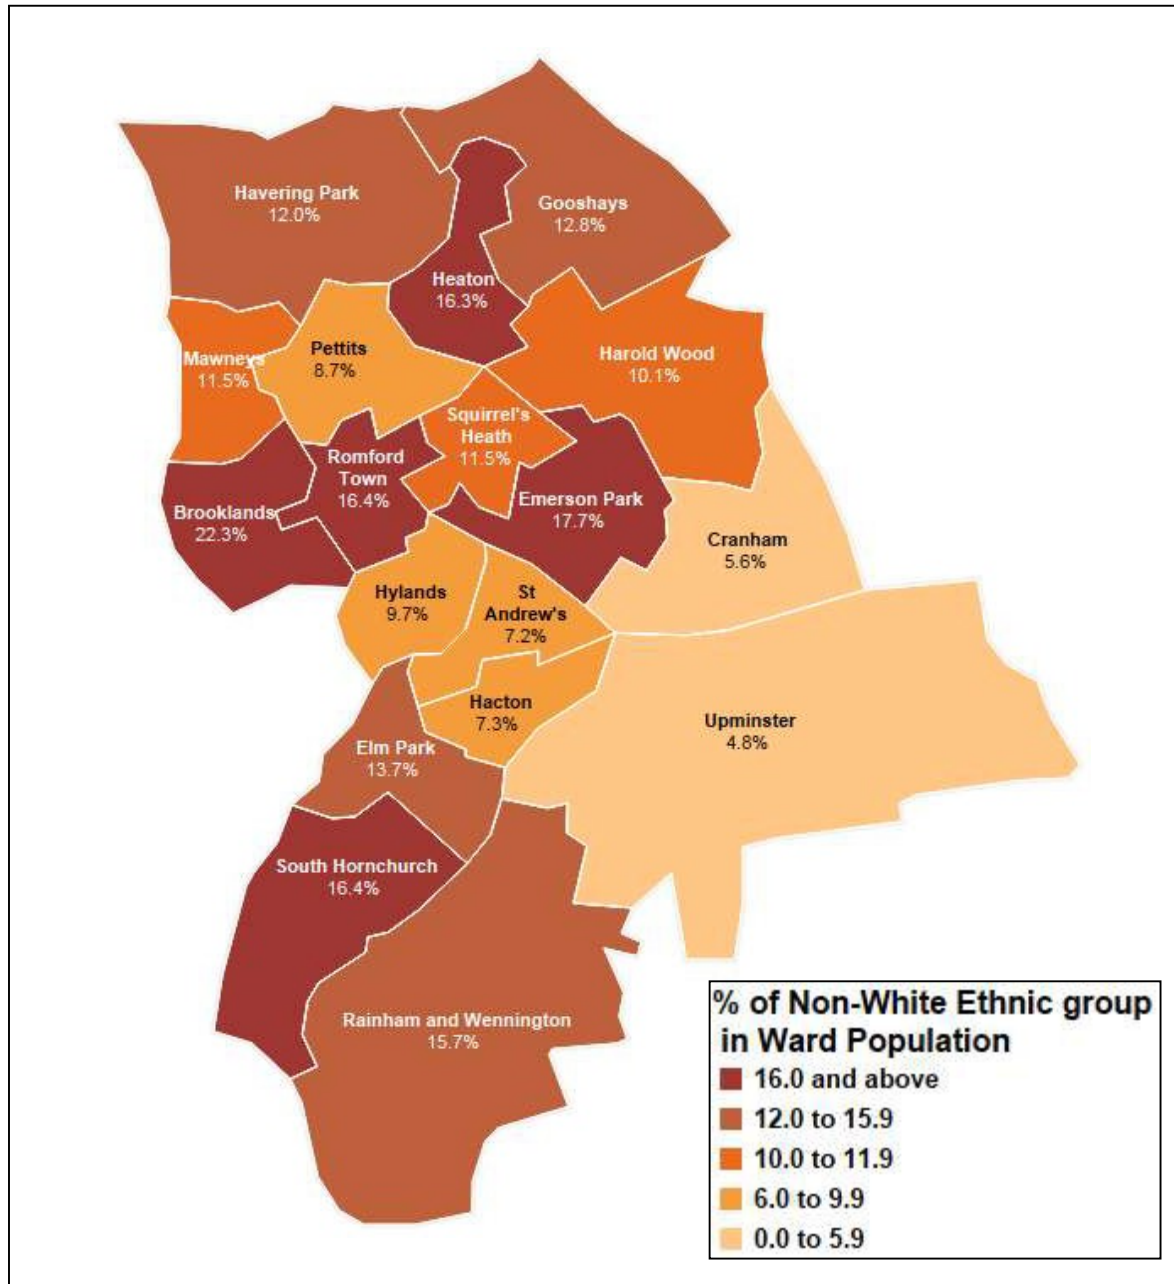 Havering Park
12.0%
Gooshays
12.8%
Heaton
16.3%
Mawneys
11.5%
Pettits
8.7%
Harold Wood
10.1%
Squirrel's
Heath
11.5%
Romford
Town
16.4%
Brooklands
22.3%
Emerson Park
17.7%
Cranham
5.6%
Hylands
9.7%
St
Andrew's
7.2%
Hacton
7.3%
Upminster
4.8%
Elm Park
13.7%
South Hornchurch
16.4%
Rainham and Wennington
15.7%
% of Non-White Ethnic group
in Ward Population
16.0 and above
12.0 to 15.9
10.0 to 11.9
6.0 to 9.9
0.0 to 5.9